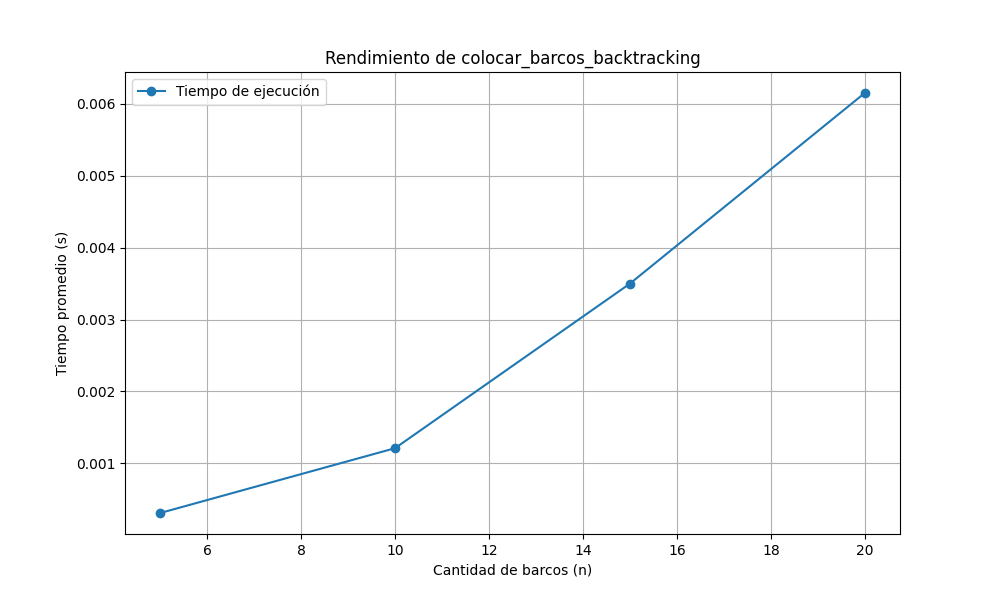 Rendimiento de colocar_barcos_backtracking
Tiempo de ejecución
0.006
0.005
0.004
0.003
0.002
0.001
Tiempo promedio (s)
6 8 10 12 14 16 18 20
Cantidad de barcos (n)